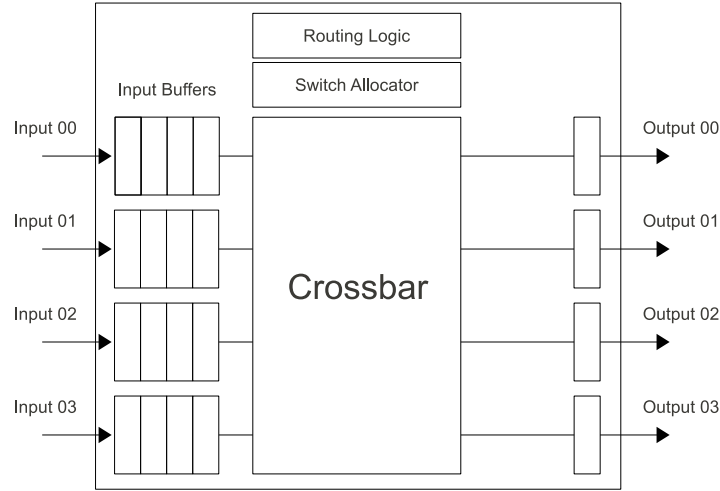 Routing Logic
Switch Allocator
Input Buffers
Input 00
Output 00
Input 01
Output 01
Crossbar
Input 02
Output 02
Input 03
Output 03